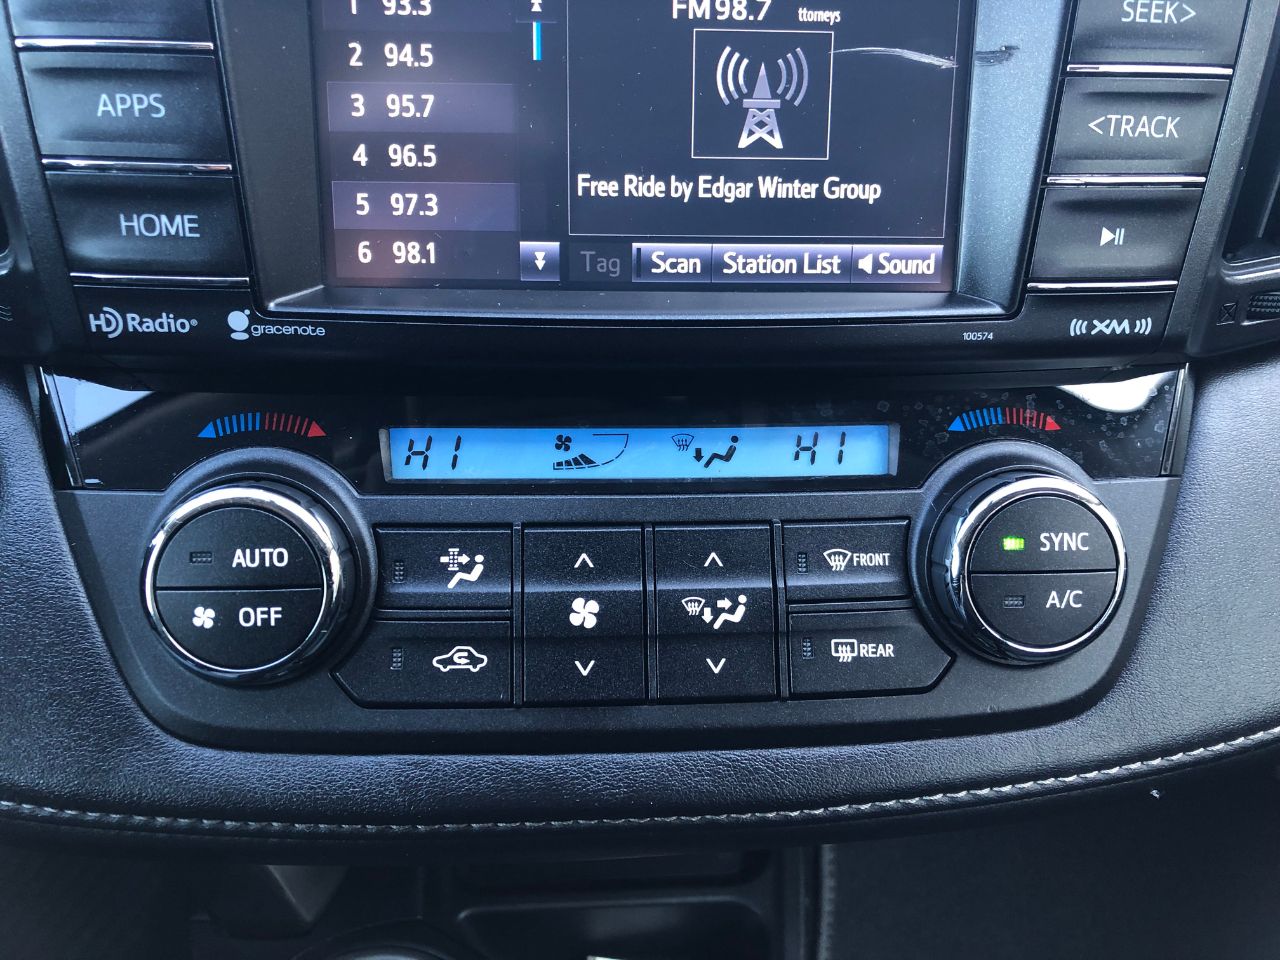 1 93.3
2 94.5
3 95.7
4 96.5
5 97.3
6 98.1
FM 98.7
ttorneys
Free Ride by Edgar Winter Group
Tag
Scan
Station List
Sound
APPS
HOME
SEEK>
<TRACK
HD Radio®
gracenote
100574
XM
HI
HI
AUTO
OFF
FRONT
REAR
SYNC
A/C